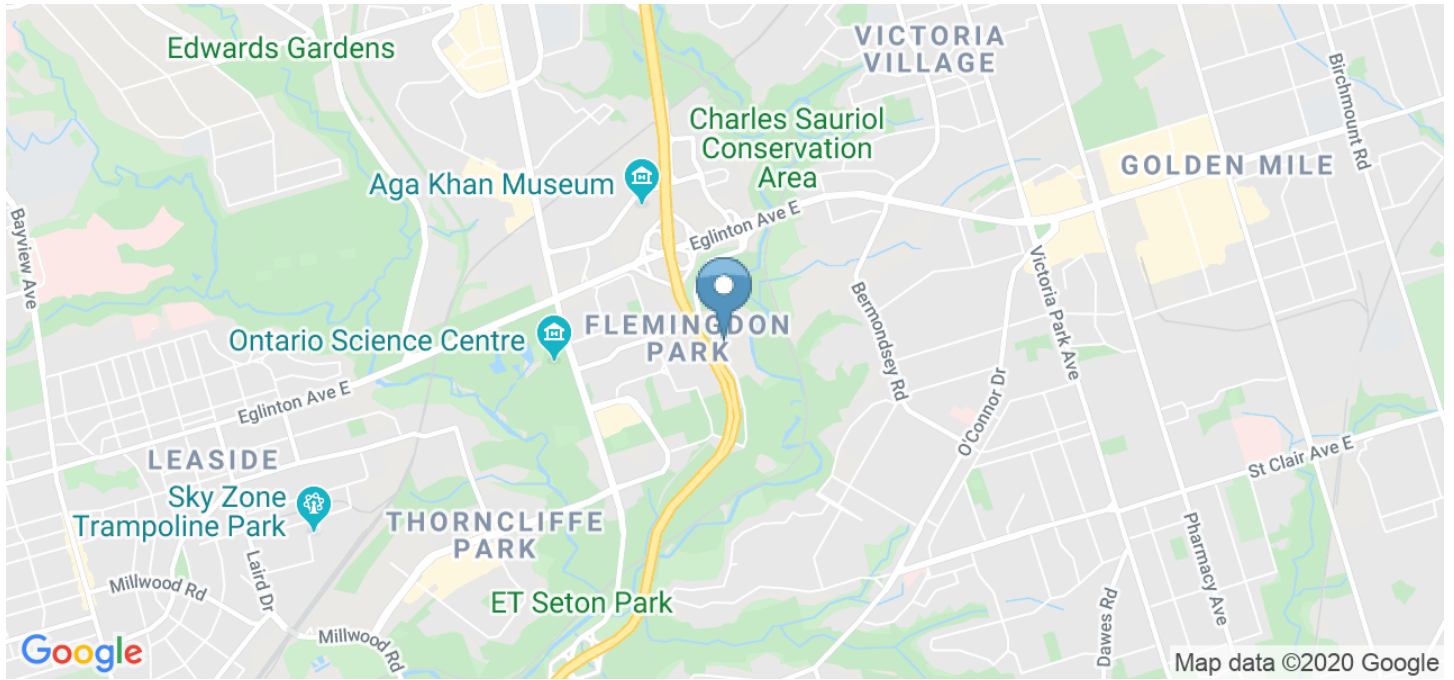 Edwards Gardens
VICTORIA
VILLAGE
Birchmount Rd
Charles Sauriol
Conservation
Area
GOLDEN MILE
Aga Khan Museum
Bayview Ave
Eglinton Ave E
Victoria Park Ave
Bermondsey Rd
FLEMINGDON
PARK
Ontario Science Centre
Eglinton Ave E
O'Connor Dr
St Clair Ave E
LEASIDE
Sky Zone
Trampoline Park
THORNCLIFFE
PARK
Pharmacy Ave
Laird Dr
Millwood Rd
ET Seton Park
Dawes Rd
Millwood Rd
Google
Map data ©2020 Google